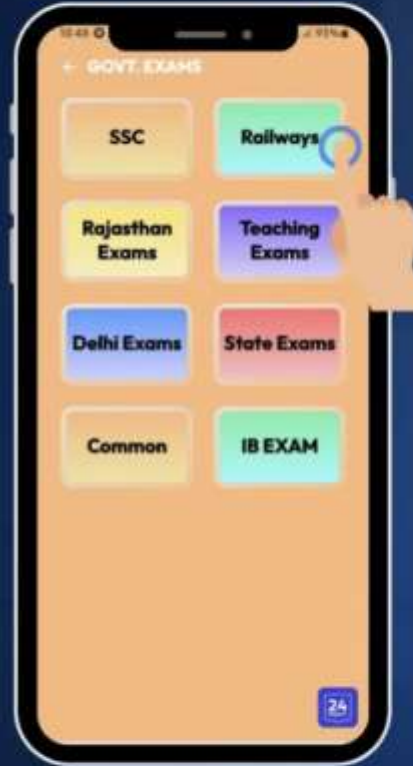 ← GOVT. EXAMS
SSC
Railways
Rajasthan
Exams
Teaching
Exams
Delhi Exams
State Exams
Common
IB EXAM
24